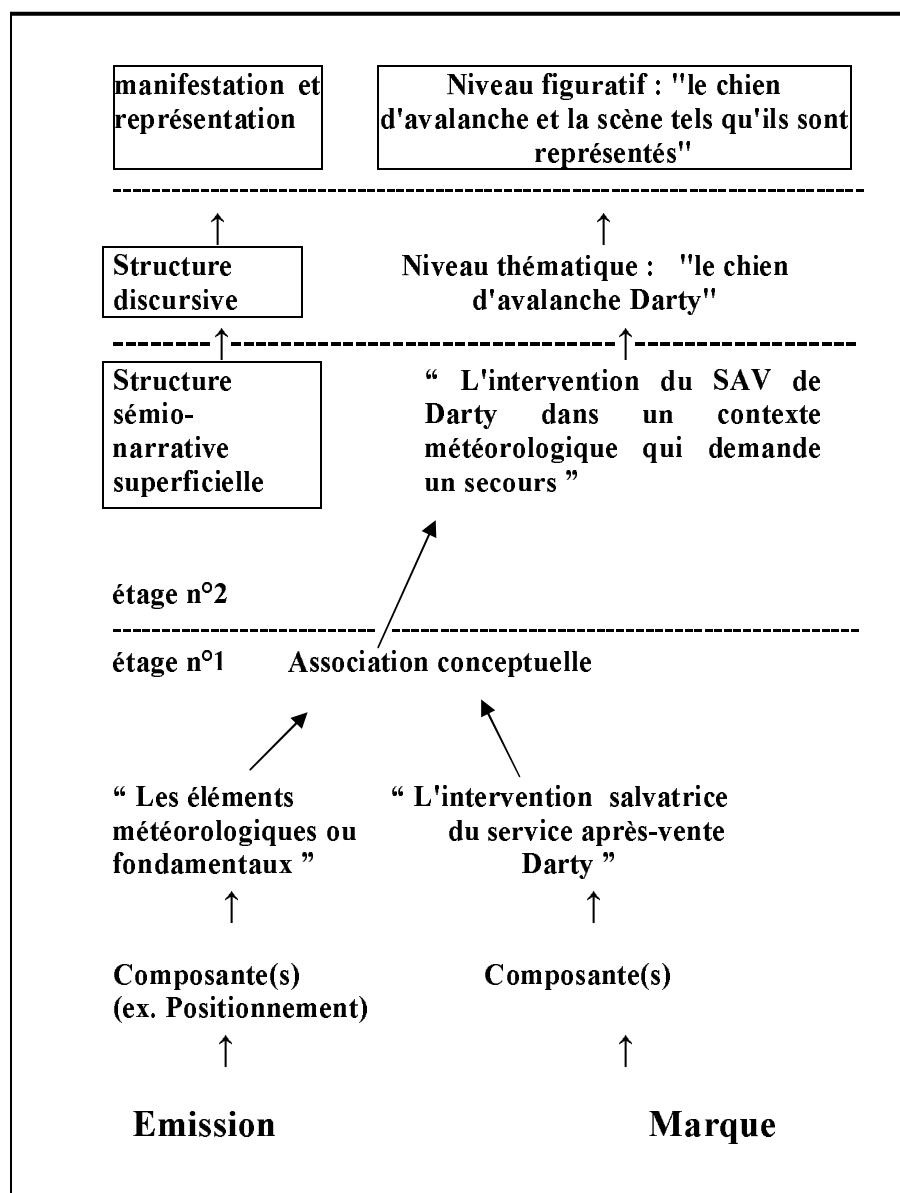 manifestation et
représentation
Niveau figuratif : "le chien
d'avalanche et la scène tels qu'ils sont
représentés"
Structure
discursive
Niveau thématique : "le chien
d'avalanche Darty"
Structure
sémio-
narrative
superficielle
“ L'intervention du SAV de
Darty dans un contexte
météorologique qui demande
un secours ”
étage n°2
étage n°1 Association conceptuelle
“ Les éléments
météorologiques ou
fondamentaux ”
“ L'intervention salvatrice
du service après-vente
Darty ”
Composante(s)
(ex. Positionnement)
Composante(s)
Emission
Marque